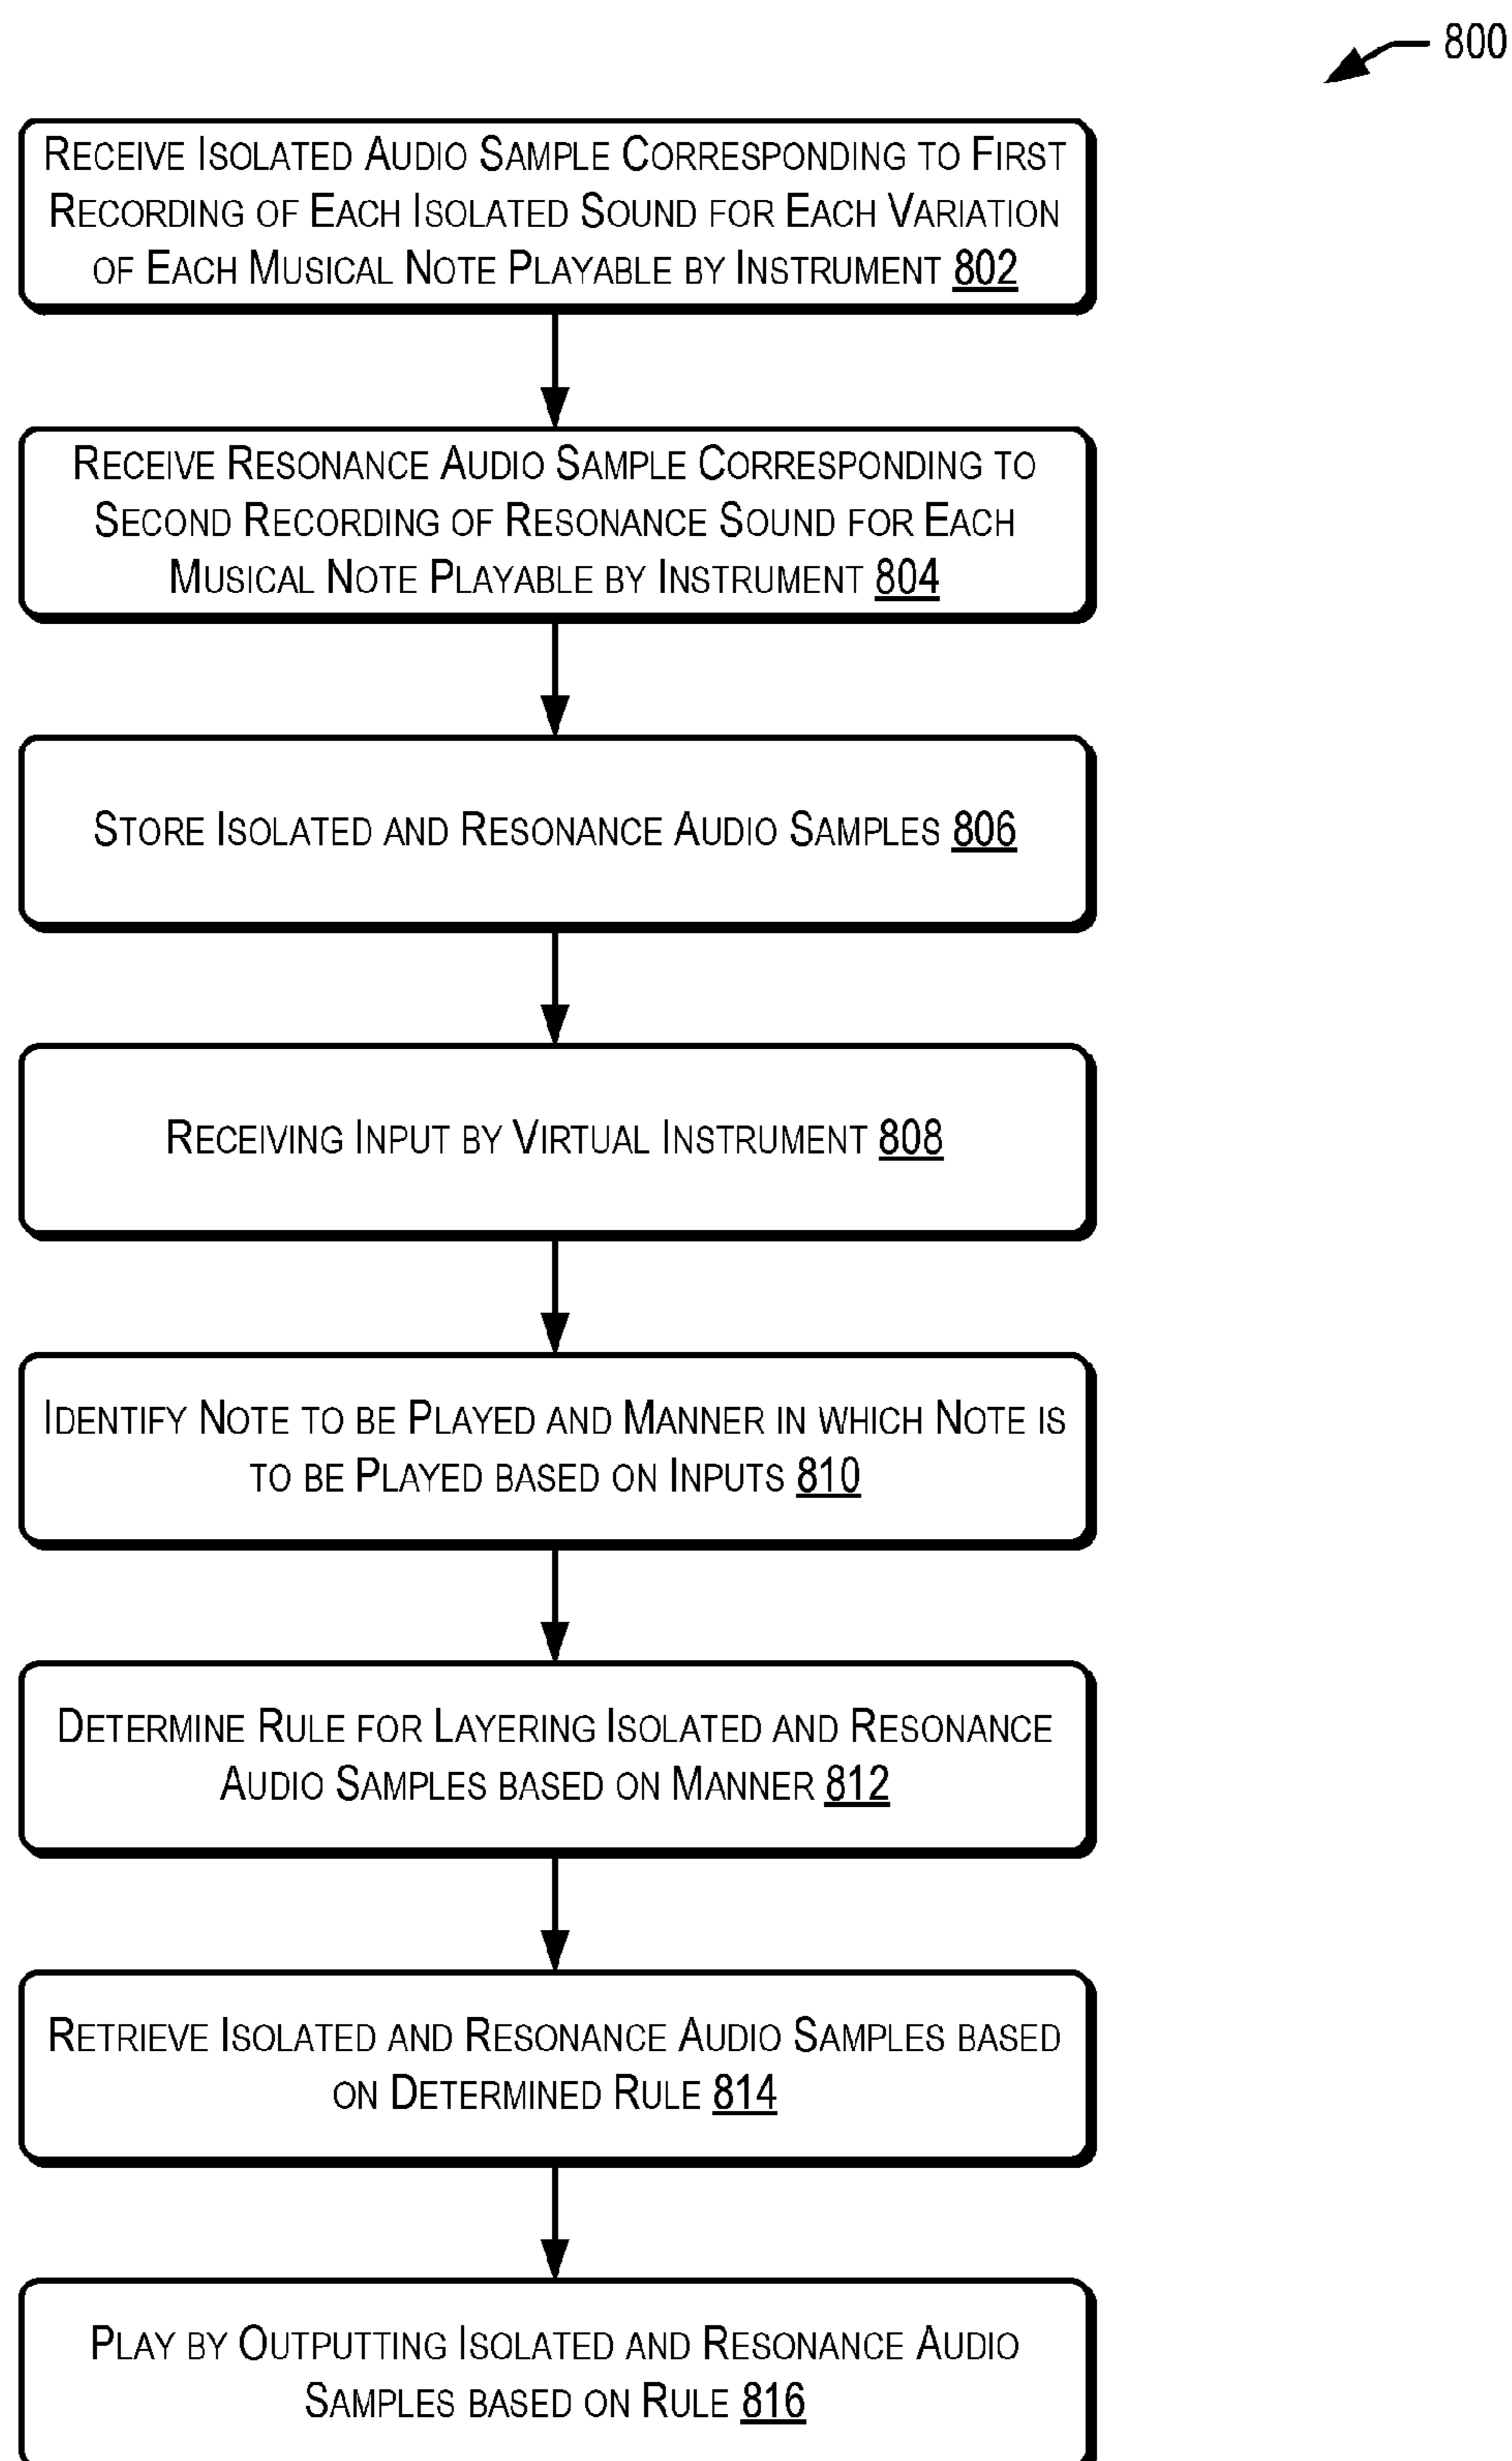 800
RECEIVE ISOLATED AUDIO SAMPLE CORRESPONDING TO FIRST
RECORDING OF EACH ISOLATED SOUND FOR EACH VARIATION
OF EACH MUSICAL NOTE PLAYABLE BY INSTRUMENT 802
RECEIVE RESONANCE AUDIO SAMPLE CORRESPONDING TO
SECOND RECORDING OF RESONANCE SOUND FOR EACH
MUSICAL NOTE PLAYABLE BY INSTRUMENT 804
STORE ISOLATED AND RESONANCE AUDIO SAMPLES 806
RECEIVING INPUT BY VIRTUAL INSTRUMENT 808
IDENTIFY NOTE TO BE PLAYED AND MANNER IN WHICH NOTE IS
TO BE PLAYED BASED ON INPUTS 810
DETERMINE RULE FOR LAYERING ISOLATED AND RESONANCE
AUDIO SAMPLES BASED ON MANNER 812
RETRIEVE ISOLATED AND RESONANCE AUDIO SAMPLES BASED
ON DETERMINED RULE 814
PLAY BY OUTPUTTING ISOLATED AND RESONANCE AUDIO
SAMPLES BASED ON RULE 816